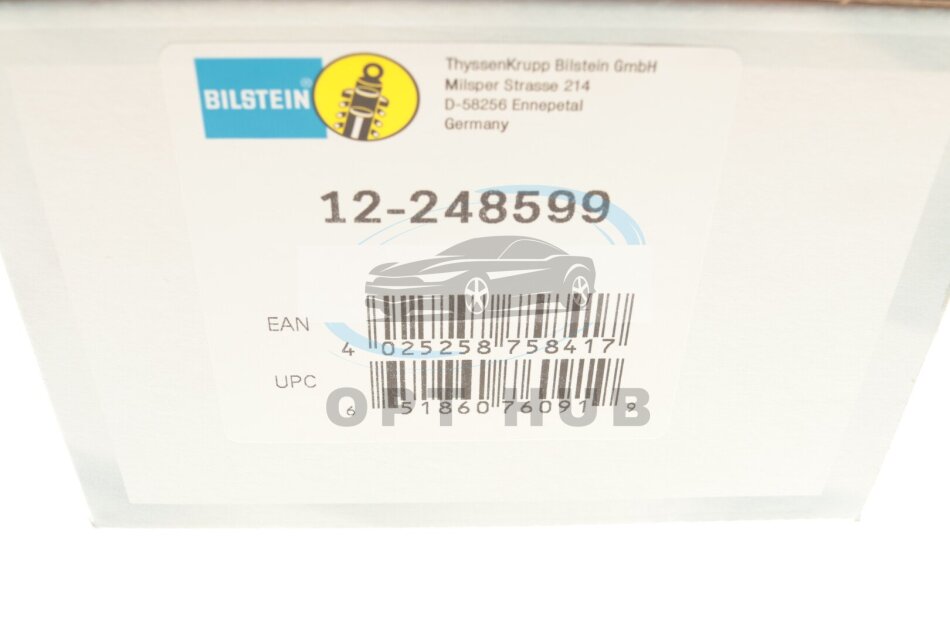 BILSTEIN®
ThyssenKrupp Bilstein GmbH
Milsper Strasse 214
D-58256 Ennepetal
Germany
12-248599
EAN
4 025258 758417
UPC
6 51860 76091 9
OPT HUB